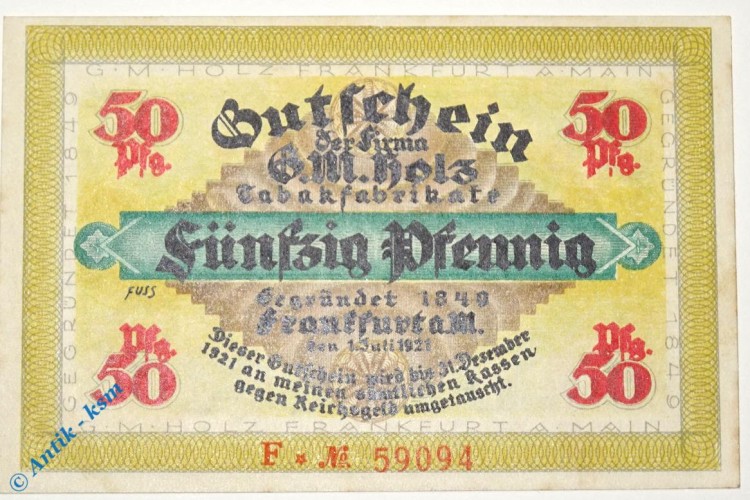 G·M·HOLZ FRANKFURT A·MAIN
GEGRÜNDET 1849
GEGRÜNDET 1849
50 Pfg.
50 Pfg.
Gutschein
der Firma
G.M. Holz
Tabakfabrikate
Fünfzig Pfennig
FUSS
Gegründet 1849
Frankfurt a M.
den 1. Juli 1921
Dieser Gutschein wird bis 31. Dezember
1921 an meinen sämtlichen Kassen
gegen Reichsgeld umgetauscht.
Pfg. 50
Pfg. 50
G·M·HOLZ FRANKFURT A·MAIN
F * № 59094
© Antik - ksm